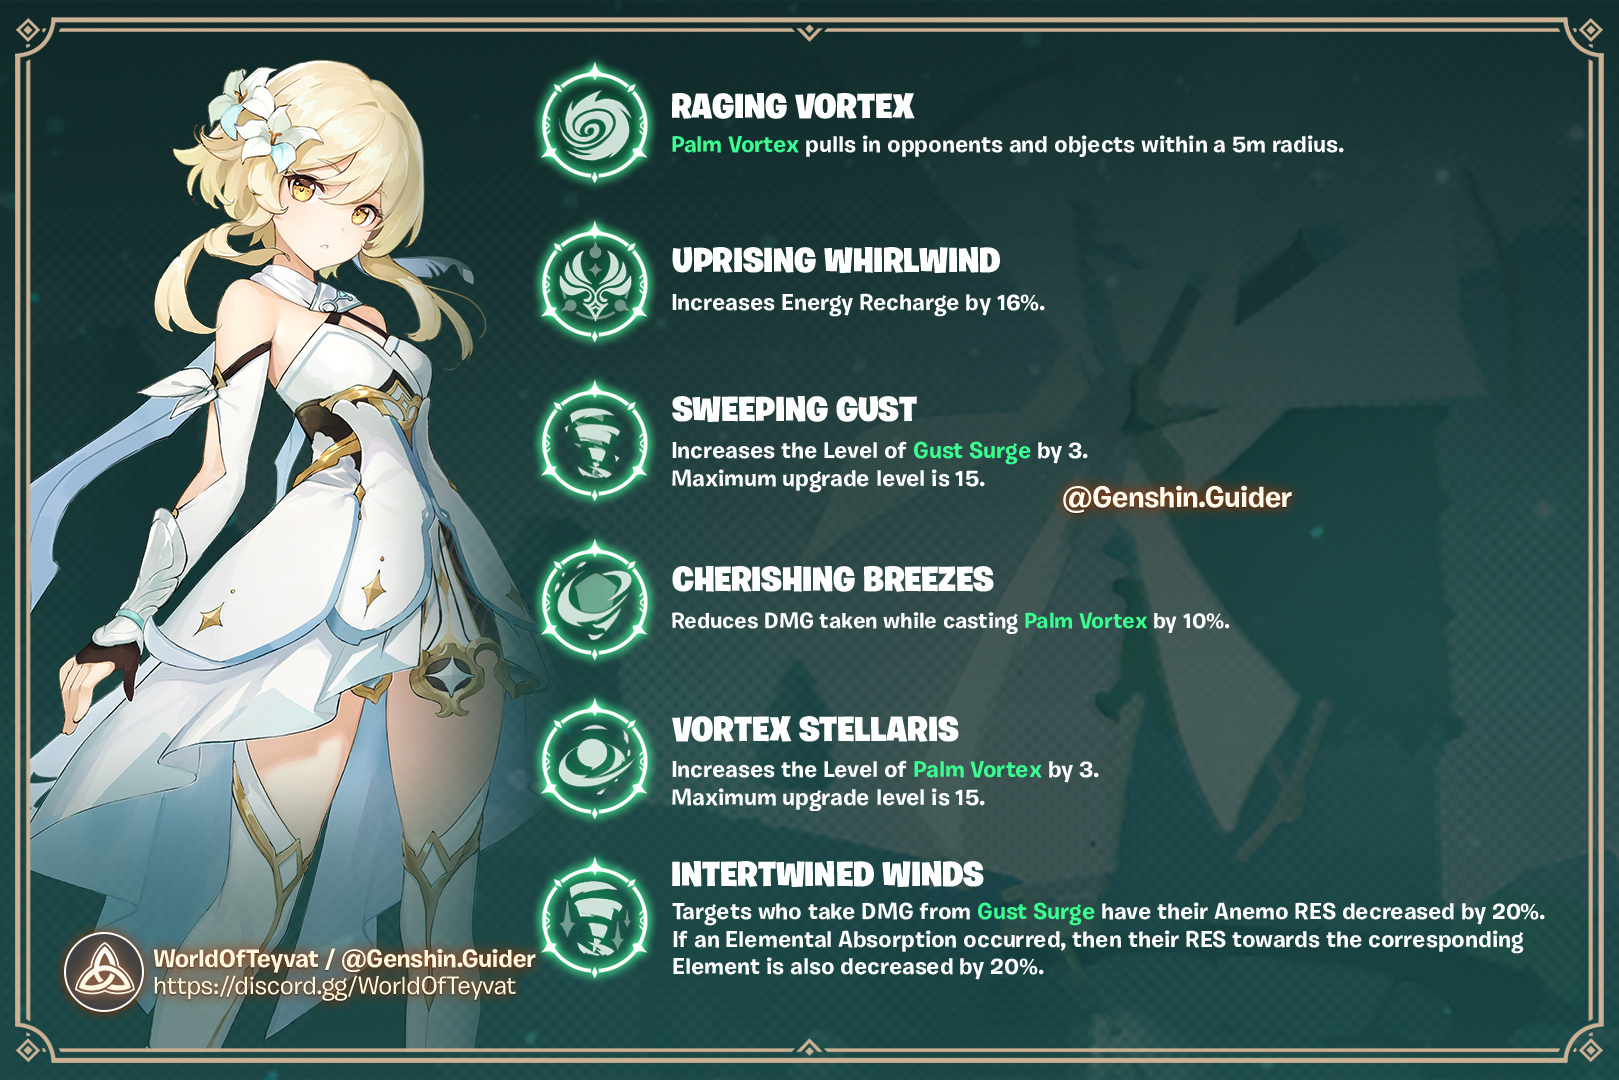 RAGING VORTEX
Palm Vortex pulls in opponents and objects within a 5m radius.
UPRISING WHIRLWIND
Increases Energy Recharge by 16%.
SWEEPING GUST
Increases the Level of Gust Surge by 3.
Maximum upgrade level is 15.
@Genshin.Guider
CHERISHING BREEZES
Reduces DMG taken while casting Palm Vortex by 10%.
VORTEX STELLARIS
Increases the Level of Palm Vortex by 3.
Maximum upgrade level is 15.
INTERTWINED WINDS
Targets who take DMG from Gust Surge have their Anemo RES decreased by 20%.
If an Elemental Absorption occurred, then their RES towards the corresponding
Element is also decreased by 20%.
WorldOfTeyvat / @Genshin.Guider
https://discord.gg/WorldOfTeyvat